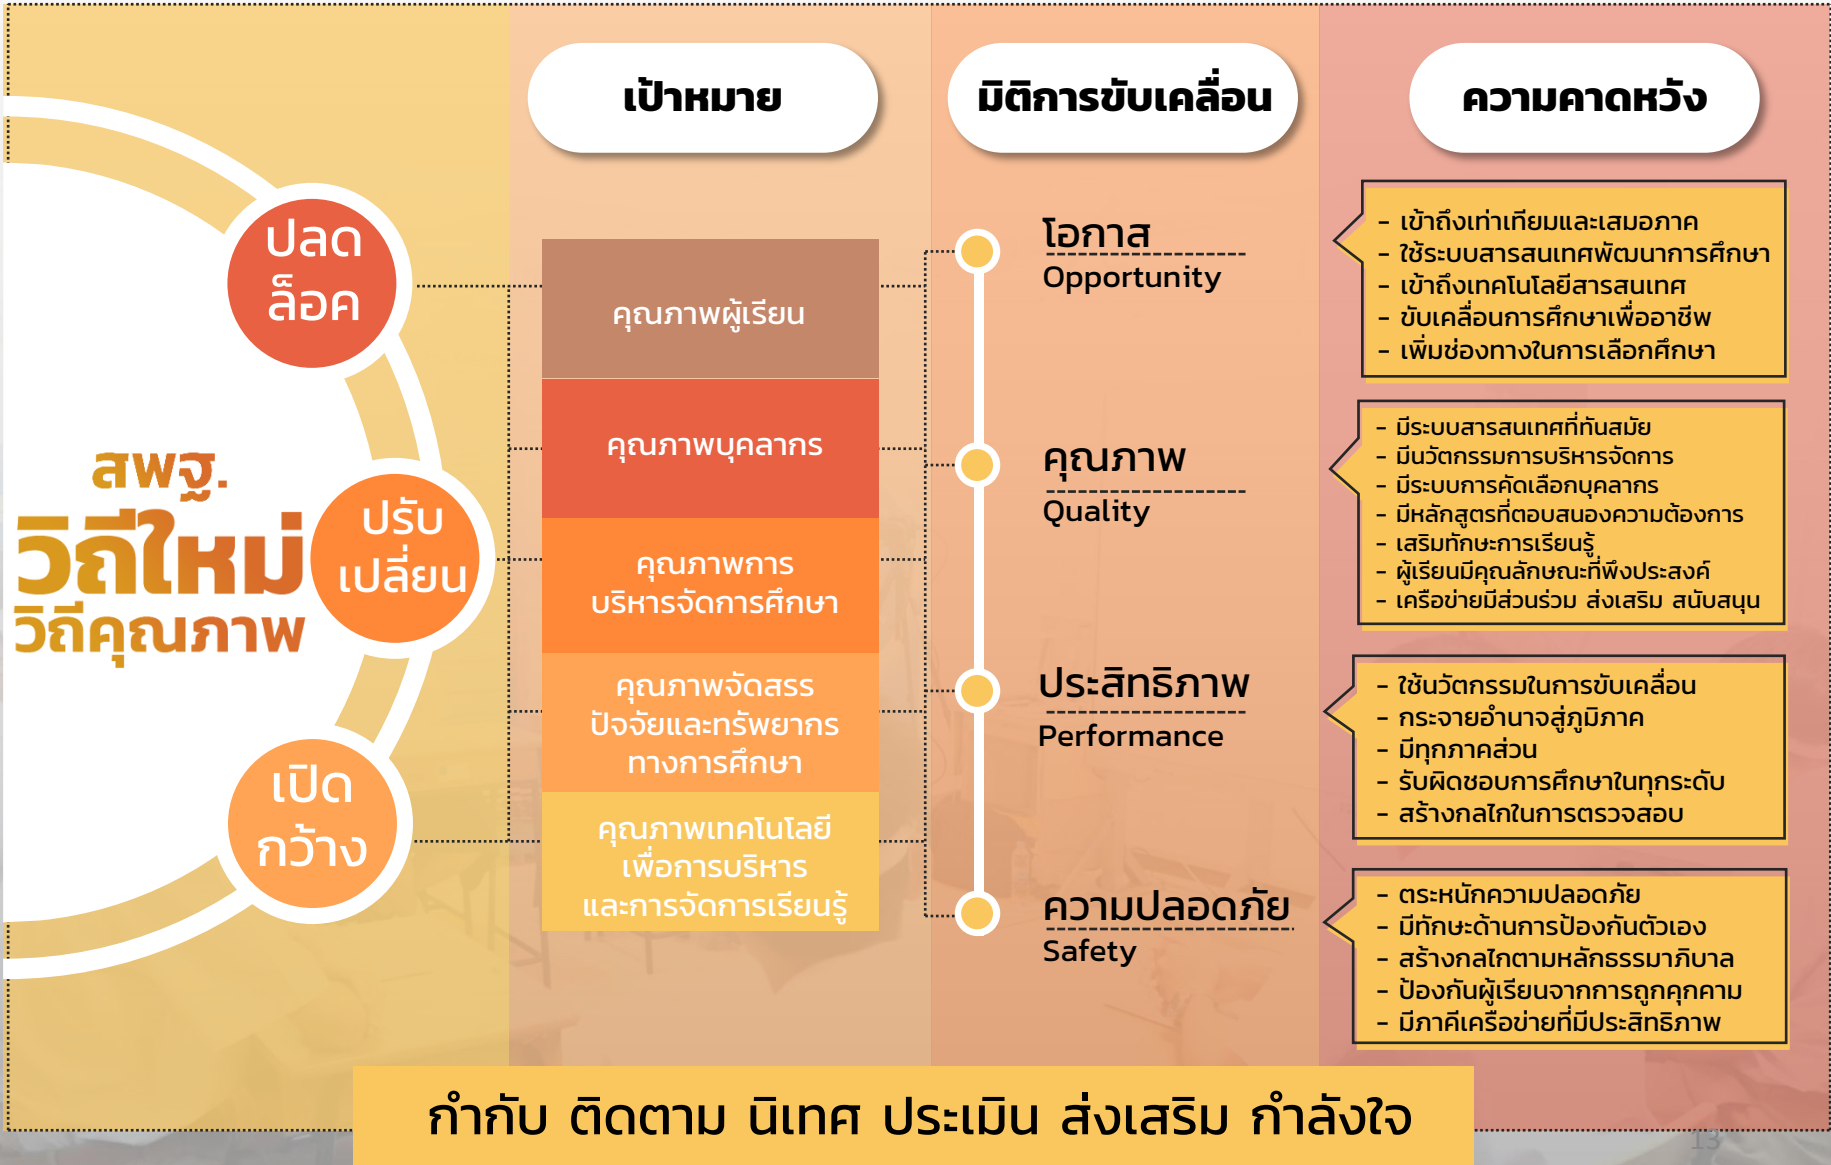 สพฐ.
วิถีใหม่
วิถีคุณภาพ
ปลด
ล็อค
ปรับ
เปลี่ยน
เปิด
กว้าง
เป้าหมาย
คุณภาพผู้เรียน
คุณภาพบุคลากร
คุณภาพการ
บริหารจัดการศึกษา
คุณภาพจัดสรร
ปัจจัยและทรัพยากร
ทางการศึกษา
คุณภาพเทคโนโลยี
เพื่อการบริหาร
และการจัดการเรียนรู้
มิติการขับเคลื่อน
โอกาส
Opportunity
คุณภาพ
Quality
ประสิทธิภาพ
Performance
ความปลอดภัย
Safety
ความคาดหวัง
- เข้าถึงเท่าเทียมและเสมอภาค
- ใช้ระบบสารสนเทศพัฒนาการศึกษา
- เข้าถึงเทคโนโลยีสารสนเทศ
- ขับเคลื่อนการศึกษาเพื่ออาชีพ
- เพิ่มช่องทางในการเลือกศึกษา
- มีระบบสารสนเทศที่ทันสมัย
- มีนวัตกรรมการบริหารจัดการ
- มีระบบการคัดเลือกบุคลากร
- มีหลักสูตรที่ตอบสนองความต้องการ
- เสริมทักษะการเรียนรู้
- ผู้เรียนมีคุณลักษณะที่พึงประสงค์
- เครือข่ายมีส่วนร่วม ส่งเสริม สนับสนุน
- ใช้นวัตกรรมในการขับเคลื่อน
- กระจายอำนาจสู่ภูมิภาค
- มีทุกภาคส่วน
- รับผิดชอบการศึกษาในทุกระดับ
- สร้างกลไกในการตรวจสอบ
- ตระหนักความปลอดภัย
- มีทักษะด้านการป้องกันตัวเอง
- สร้างกลไกตามหลักธรรมาภิบาล
- ป้องกันผู้เรียนจากการถูกคุกคาม
- มีภาคีเครือข่ายที่มีประสิทธิภาพ
กำกับ ติดตาม นิเทศ ประเมิน ส่งเสริม กำลังใจ
13